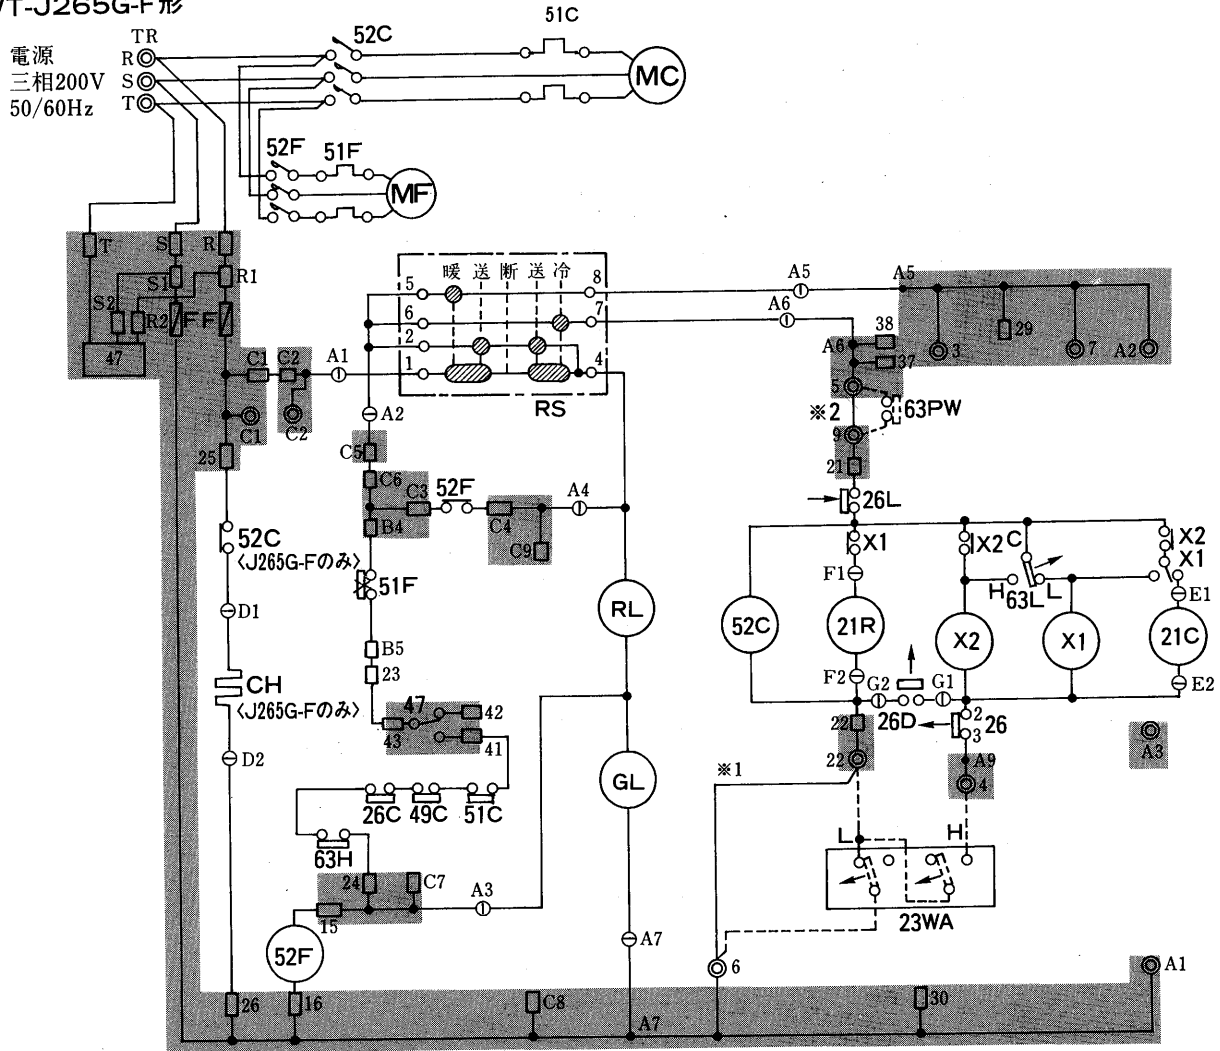 VT-J265G-F形
電源
三相200V
50/60Hz
TR
R
S
T
52C
51C
MC
52F
51F
MF
T
S
R
S1
R1
S2
R2
F
F
47
C1
C2
C1
C2
A1
暖 送 断 送 冷
5
6
2
1
8
7
4
RS
A2
A5
A6
A5
3
29
7
A2
38
A6
37
5
※2
63PW
9
21
26L
25
C5
C6
C3
52F
C4
A4
B4
C9
52C
〈J265G-Fのみ〉
51F
D1
B5
23
CH
〈J265G-Fのみ〉
D2
47
42
43
41
26C
49C
51C
63H
24
C7
A3
15
52F
26
16
C8
A7
A7
RL
GL
X1
X2
C
X2
X1
F1
H
63L
L
E1
52C
21R
X2
X1
21C
F2
G2
G1
E2
26D
2
3
26
22
22
A9
4
A3
※1
L
H
23WA
6
30
A1